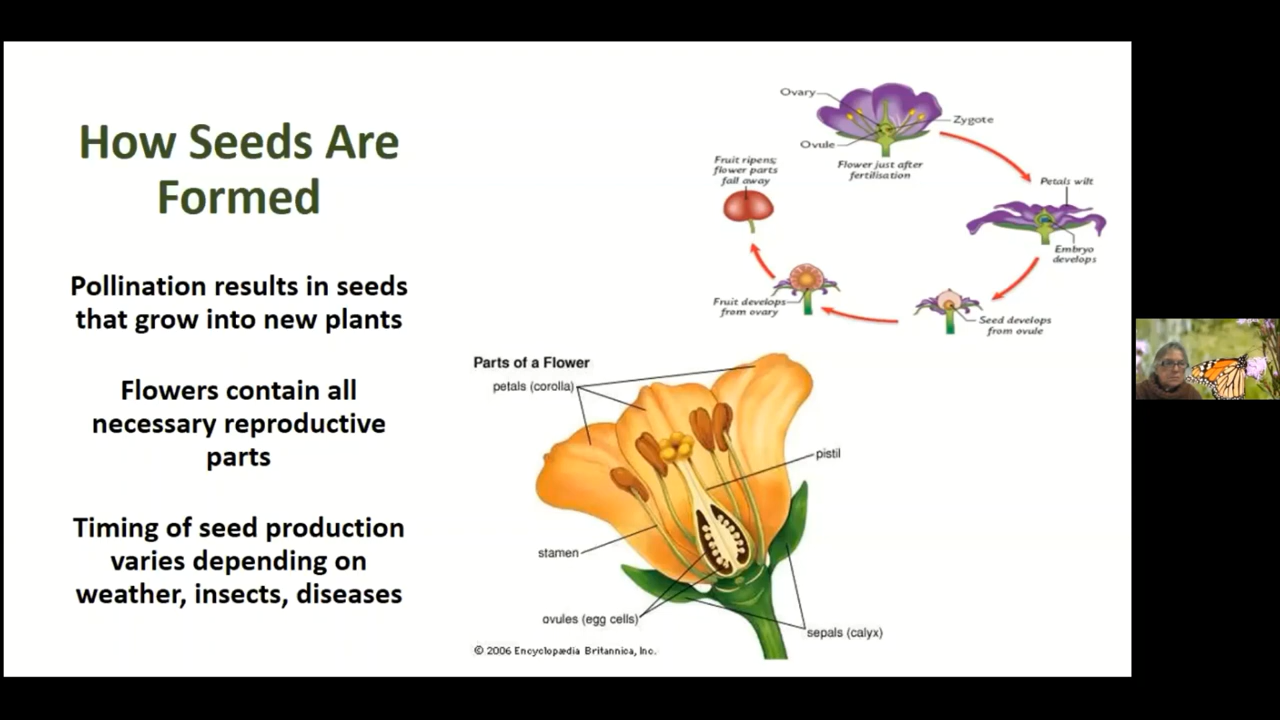 How Seeds Are
Formed
Pollination results in seeds
that grow into new plants
Flowers contain all
necessary reproductive
parts
Timing of seed production
varies depending on
weather, insects, diseases
Ovary
Zygote
Ovule
Flower just after
fertilisation
Petals wilt
Embryo
develops
Seed develops
from ovule
Fruit develops
from ovary
Fruit ripens;
flower parts
fall away
Parts of a Flower
petals (corolla)
pistil
stamen
ovules (egg cells)
sepals (calyx)
© 2006 Encyclopædia Britannica, Inc.